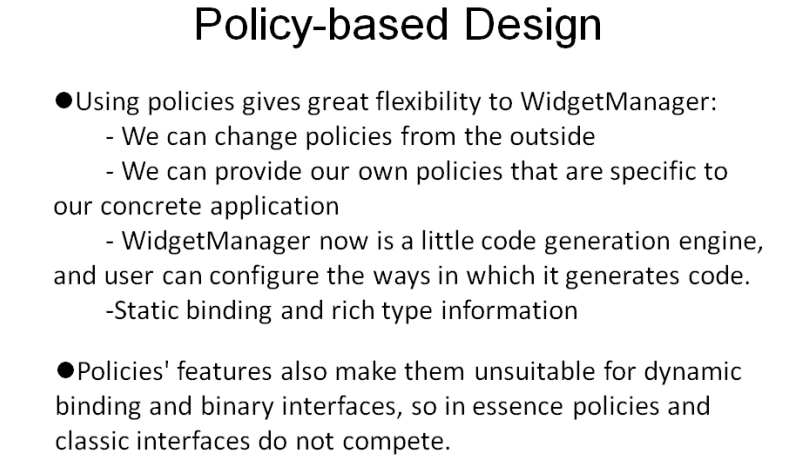 Policy-based Design
●Using policies gives great flexibility to WidgetManager:
- We can change policies from the outside
- We can provide our own policies that are specific to
our concrete application
- WidgetManager now is a little code generation engine,
and user can configure the ways in which it generates code.
-Static binding and rich type information
●Policies' features also make them unsuitable for dynamic
binding and binary interfaces, so in essence policies and
classic interfaces do not compete.